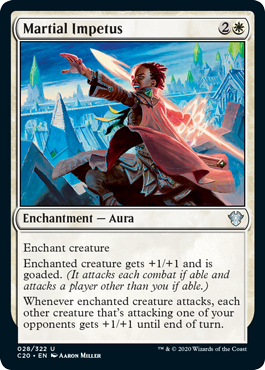 Martial Impetus 2
Enchantment — Aura
Enchant creature
Enchanted creature gets +1/+1 and is
goaded. (It attacks each combat if able and
attacks a player other than you if able.)
Whenever enchanted creature attacks, each
other creature that's attacking one of your
opponents gets +1/+1 until end of turn.
028/322 U
C20 • EN Aaron Miller
™ & © 2020 Wizards of the Coast